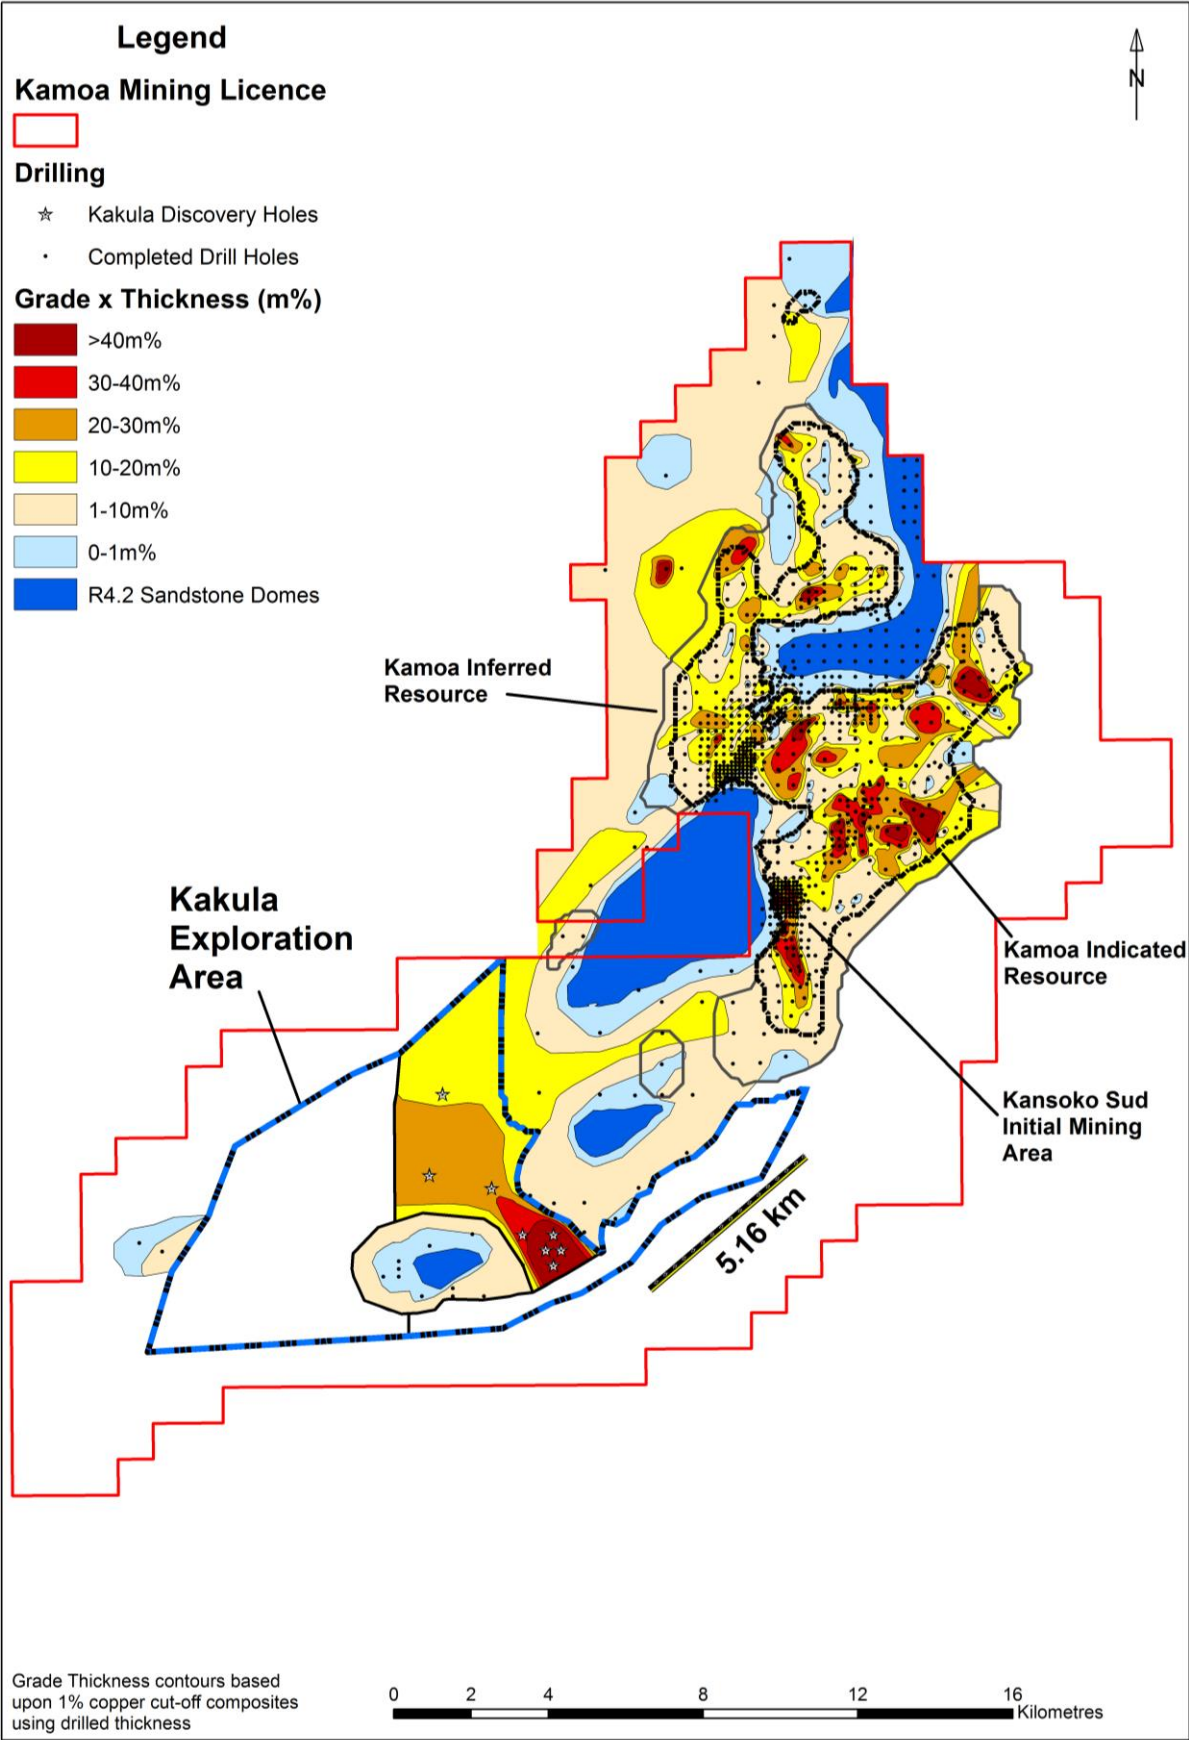 Legend
Kamoa Mining Licence
Drilling
Kakula Discovery Holes
Completed Drill Holes
Grade x Thickness (m%)
>40m%
30-40m%
20-30m%
10-20m%
1-10m%
0-1m%
R4.2 Sandstone Domes
N
Kamoa Inferred
Resource
Kakula
Exploration
Area
Kamoa Indicated
Resource
Kansoko Sud
Initial Mining
Area
5.16 km
Grade Thickness contours based
upon 1% copper cut-off composites
using drilled thickness
0 2 4 8 12 16
Kilometres